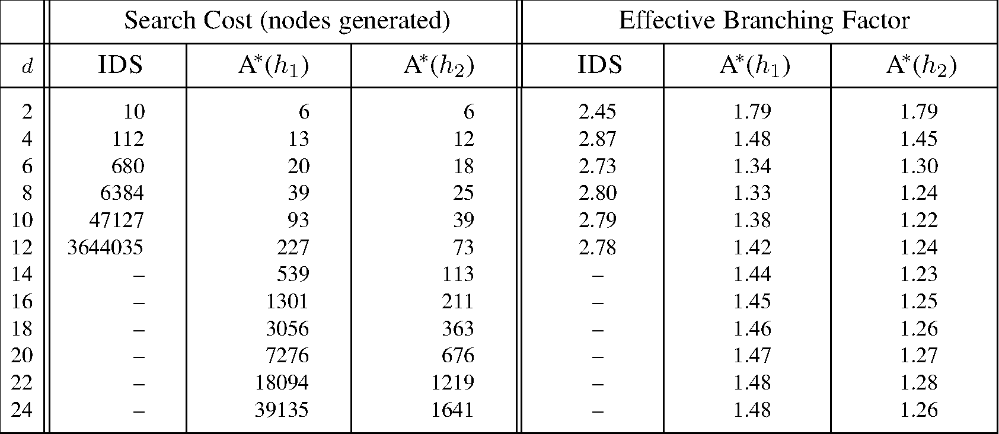 Search Cost (nodes generated) Effective Branching Factor
d IDS A*(h1) A*(h2) IDS A*(h1) A*(h2)
2 10 6 6 2.45 1.79 1.79
4 112 13 12 2.87 1.48 1.45
6 680 20 18 2.73 1.34 1.30
8 6384 39 25 2.80 1.33 1.24
10 47127 93 39 2.79 1.38 1.22
12 3644035 227 73 2.78 1.42 1.24
14 – 539 113 – 1.44 1.23
16 – 1301 211 – 1.45 1.25
18 – 3056 363 – 1.46 1.26
20 – 7276 676 – 1.47 1.27
22 – 18094 1219 – 1.48 1.28
24 – 39135 1641 – 1.48 1.26